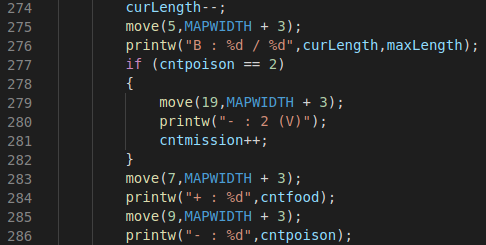 274 curLength--;
275 move(5,MAPWIDTH + 3);
276 printw("B : %d / %d",curLength,maxLength);
277 if (cntpoison == 2)
278 {
279 move(19,MAPWIDTH + 3);
280 printw("- : 2 (V)");
281 cntmission++;
282 }
283 move(7,MAPWIDTH + 3);
284 printw("+ : %d",cntfood);
285 move(9,MAPWIDTH + 3);
286 printw("- : %d",cntpoison);